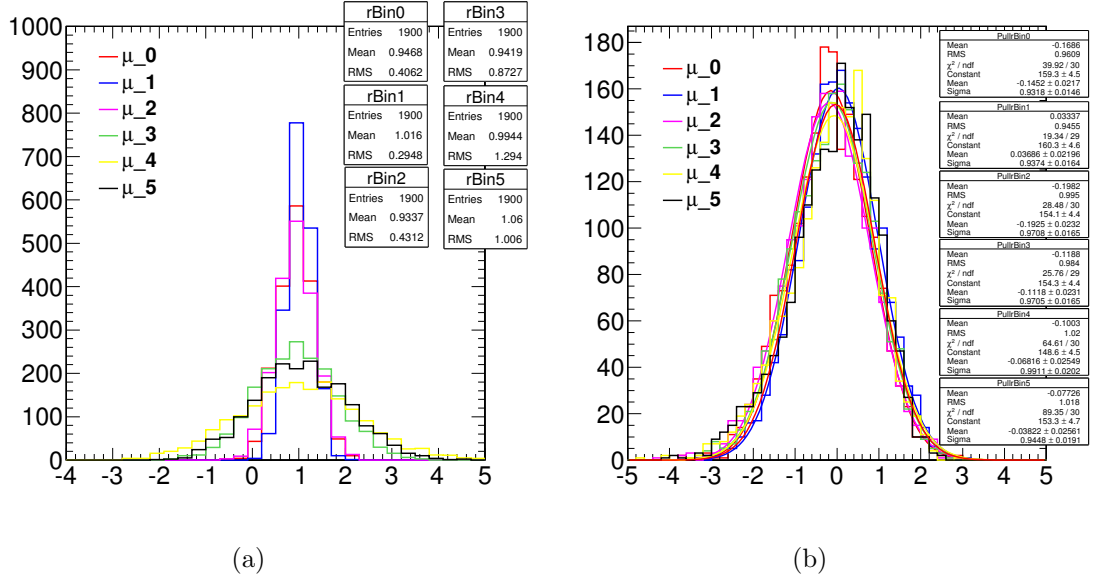 1000
900
800
700
600
500
400
300
200
100
0
-4 -3 -2 -1 0 1 2 3 4 5
μ_0
μ_1
μ_2
μ_3
μ_4
μ_5
rBin0
Entries 1900
Mean 0.9468
RMS 0.4062
rBin1
Entries 1900
Mean 1.016
RMS 0.2948
rBin2
Entries 1900
Mean 0.9337
RMS 0.4312
rBin3
Entries 1900
Mean 0.9419
RMS 0.8727
rBin4
Entries 1900
Mean 0.9944
RMS 1.294
rBin5
Entries 1900
Mean 1.06
RMS 1.006
(a)
180
160
140
120
100
80
60
40
20
0
-5 -4 -3 -2 -1 0 1 2 3 4 5
μ_0
μ_1
μ_2
μ_3
μ_4
μ_5
PullrBin0
Mean -0.1686
RMS 0.9609
χ² / ndf 39.92 / 30
Constant 159.3 ± 4.5
Mean -0.1452 ± 0.0217
Sigma 0.9318 ± 0.0146
PullrBin1
Mean 0.03337
RMS 0.9455
χ² / ndf 19.34 / 29
Constant 160.3 ± 4.6
Mean 0.03686 ± 0.02196
Sigma 0.9374 ± 0.0164
PullrBin2
Mean -0.1982
RMS 0.995
χ² / ndf 28.48 / 30
Constant 154.1 ± 4.4
Mean -0.1925 ± 0.0232
Sigma 0.9708 ± 0.0165
PullrBin3
Mean -0.1188
RMS 0.984
χ² / ndf 25.76 / 29
Constant 154.3 ± 4.4
Mean -0.1118 ± 0.0231
Sigma 0.9705 ± 0.0165
PullrBin4
Mean -0.1003
RMS 1.02
χ² / ndf 64.61 / 30
Constant 148.6 ± 4.5
Mean -0.06816 ± 0.02549
Sigma 0.9911 ± 0.0202
PullrBin5
Mean -0.07726
RMS 1.018
χ² / ndf 89.35 / 30
Constant 153.3 ± 4.7
Mean -0.03822 ± 0.02561
Sigma 0.9448 ± 0.0191
(b)